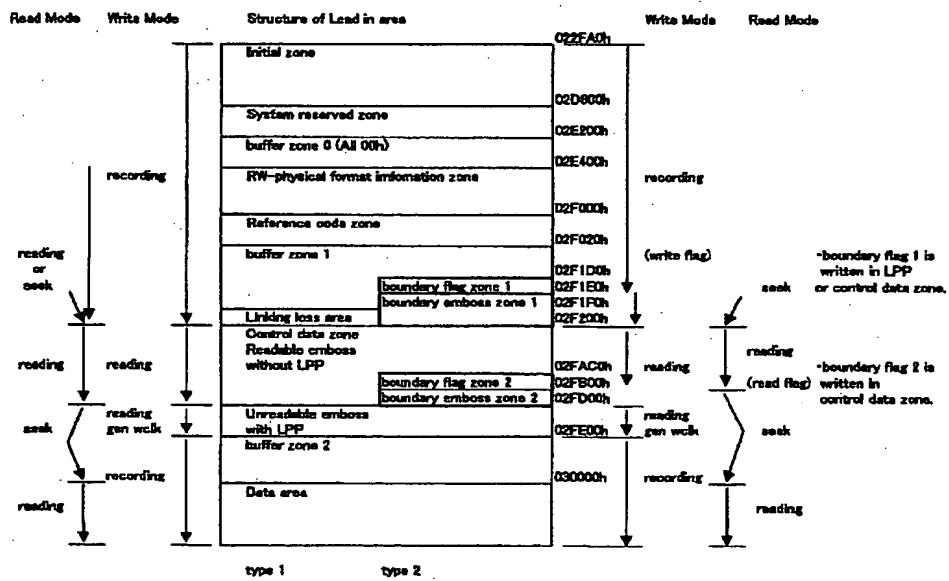 Read Mode Write Mode Structure of Lead in area Write Mode Read Mode
022FA0h
Initial zone
02D600h
System reserved zone
02E200h
buffer zone 0 (All 00h)
02E400h
RW-physical format imfomation zone
recording recording
02F000h
Reference code zone
02F020h
buffer zone 1
reading
or
seek
(write flag)
02F1D0h
boundary flag zone 1
02F1E0h
boundary emboss zone 1
02F1F0h
seek
-boundary flag 1 is
written in LPP
or control data zone.
Linking loss area
02F200h
Control data zone
Readable emboss
without LPP
reading reading reading reading
02FAC0h
boundary flag zone 2
02FB00h
(read flag)
-boundary flag 2 is
written in
control data zone.
boundary emboss zone 2
02FD00h
Unreadable emboss
with LPP
reading
gen wclk
reading
gen wclk
seek seek
02FE00h
buffer zone 2
recording recording
030000h
Data area
reading reading
type 1 type 2